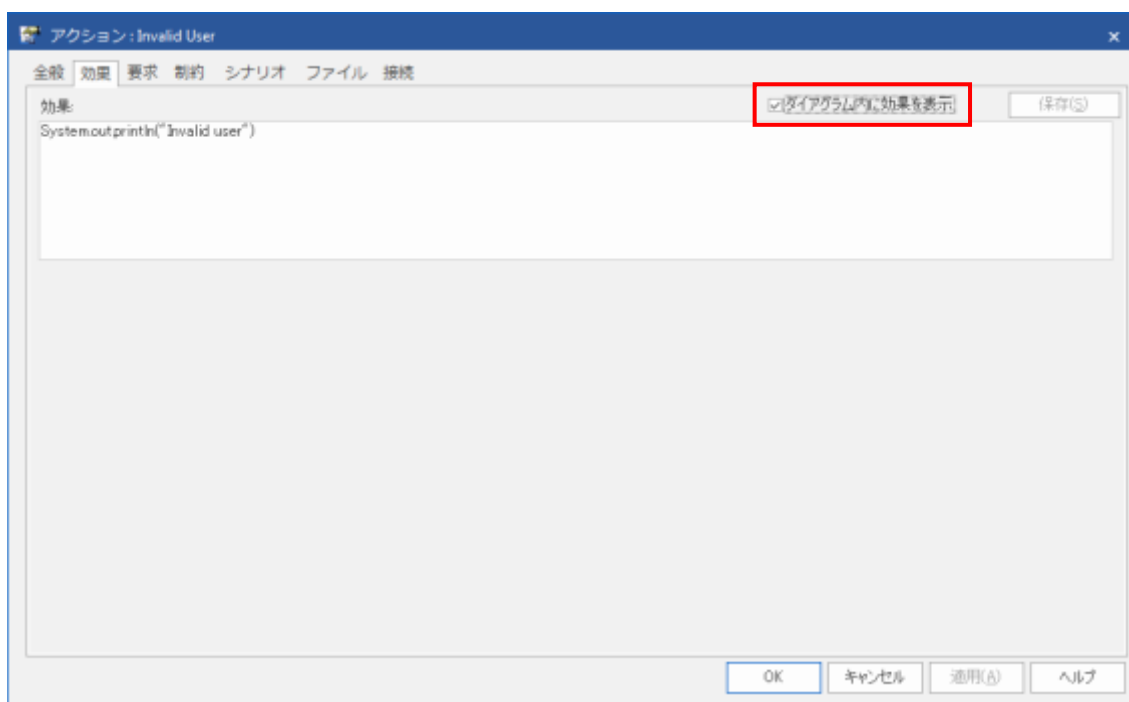 アクション : Invalid User
全般 効果 要求 制約 シナリオ ファイル 接続
効果: ダイアグラム内に効果を表示 保存(S)
System.out.println("Invalid user")
OK キャンセル 適用(A) ヘルプ